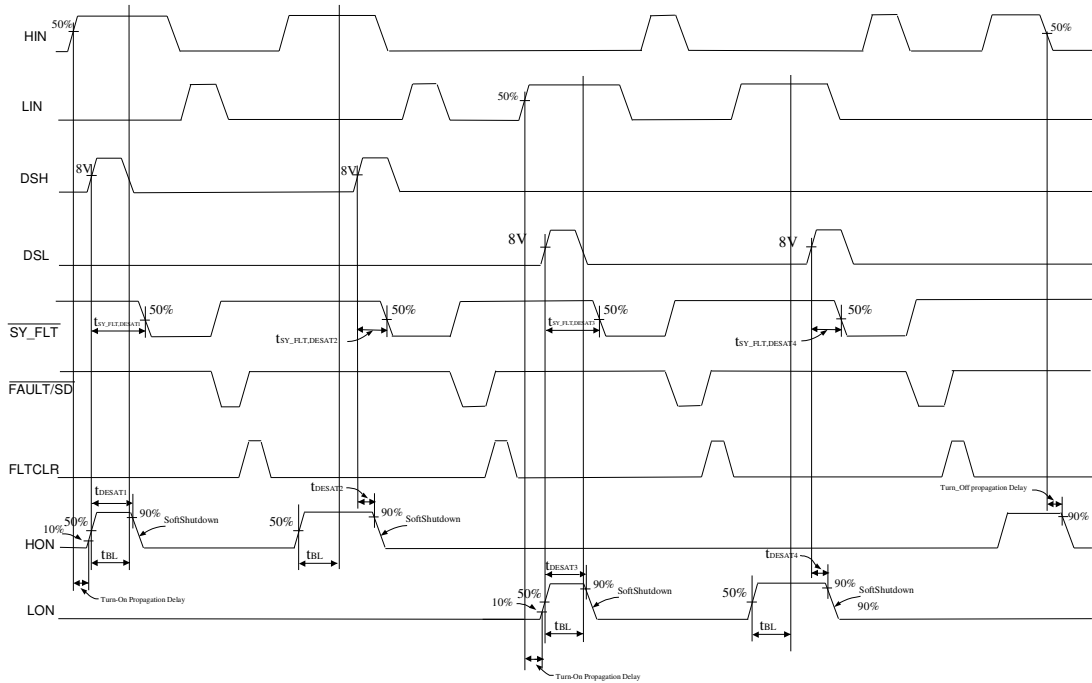 HIN
50%
50%
LIN
50%
DSH
8V
8V
DSL
8V
8V
SY_FLT
tSY_FLT,DESAT1
50%
tSY_FLT,DESAT2
50%
tSY_FLT,DESAT3
50%
tSY_FLT,DESAT4
50%
FAULT/SD
FLTCLR
HON
10%
50%
tDESAT1
90%
SoftShutdown
tBL
50%
tDESAT2
90%
SoftShutdown
tBL
Turn_Off propagation Delay
90%
Turn-On Propagation Delay
LON
10%
50%
tDESAT3
90%
SoftShutdown
tBL
50%
tDESAT4
90%
SoftShutdown
90%
tBL
Turn-On Propagation Delay